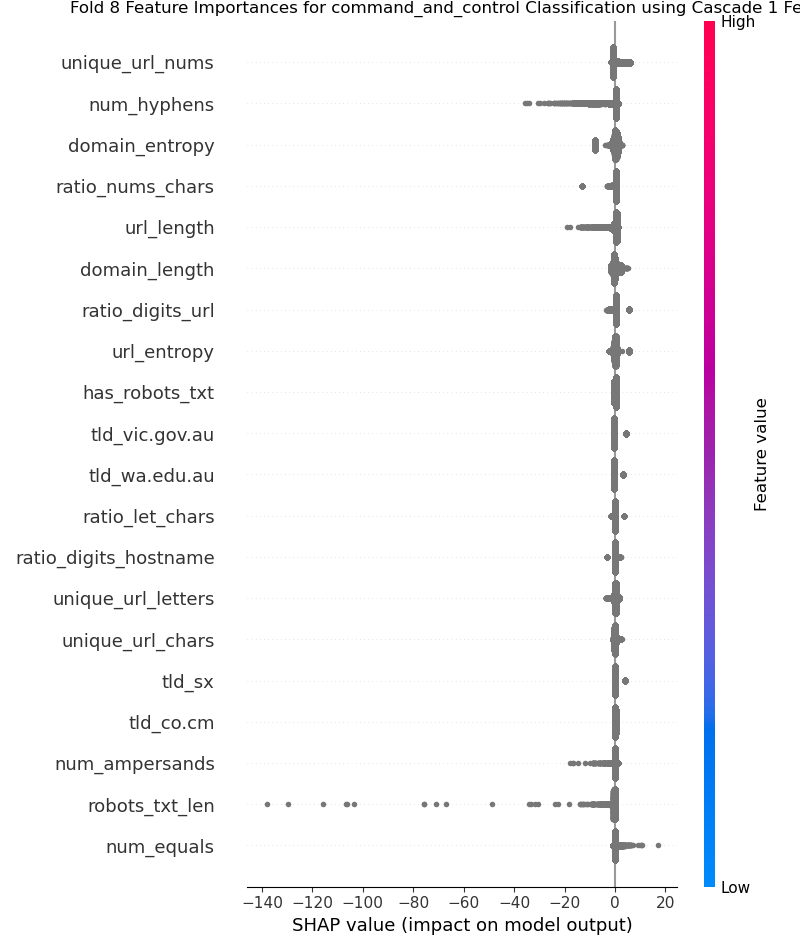 Fold 8 Feature Importances for command_and_control Classification using Cascade 1 Fe
High
unique_url_nums
num_hyphens
domain_entropy
ratio_nums_chars
url_length
domain_length
ratio_digits_url
url_entropy
has_robots_txt
tld_vic.gov.au
tld_wa.edu.au
ratio_let_chars
ratio_digits_hostname
unique_url_letters
unique_url_chars
tld_sx
tld_co.cm
num_ampersands
robots_txt_len
num_equals
Feature value
Low
−140 −120 −100 −80 −60 −40 −20 0 20
SHAP value (impact on model output)